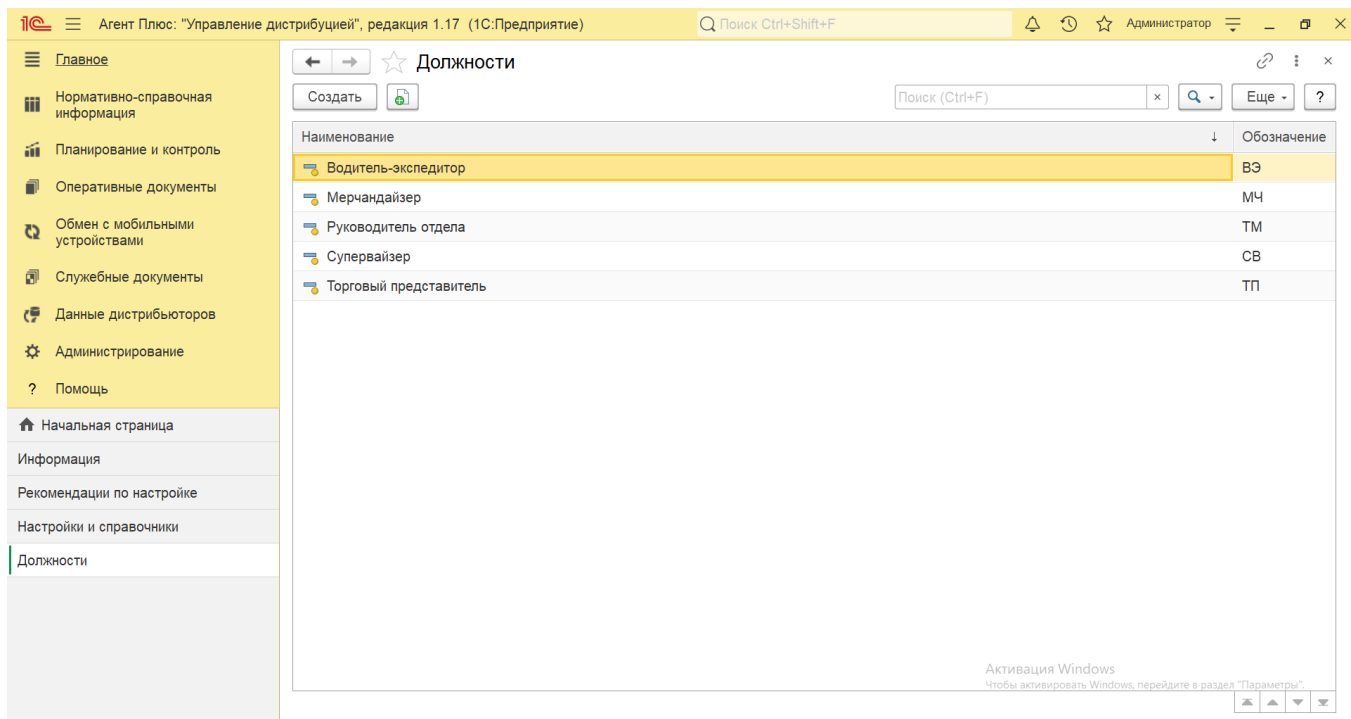 1С Агент Плюс: "Управление дистрибуцией", редакция 1.17 (1С:Предприятие) Поиск Ctrl+Shift+F Администратор
Главное
Нормативно-справочная
информация
Планирование и контроль
Оперативные документы
Обмен с мобильными
устройствами
Служебные документы
Данные дистрибьюторов
Администрирование
? Помощь
Начальная страница
Информация
Рекомендации по настройке
Настройки и справочники
Должности
Должности
Создать Поиск (Ctrl+F) Еще ?
Наименование ↓ Обозначение
Водитель-экспедитор ВЭ
Мерчандайзер МЧ
Руководитель отдела ТМ
Супервайзер СВ
Торговый представитель ТП
Активация Windows
Чтобы активировать Windows, перейдите в раздел "Параметры".